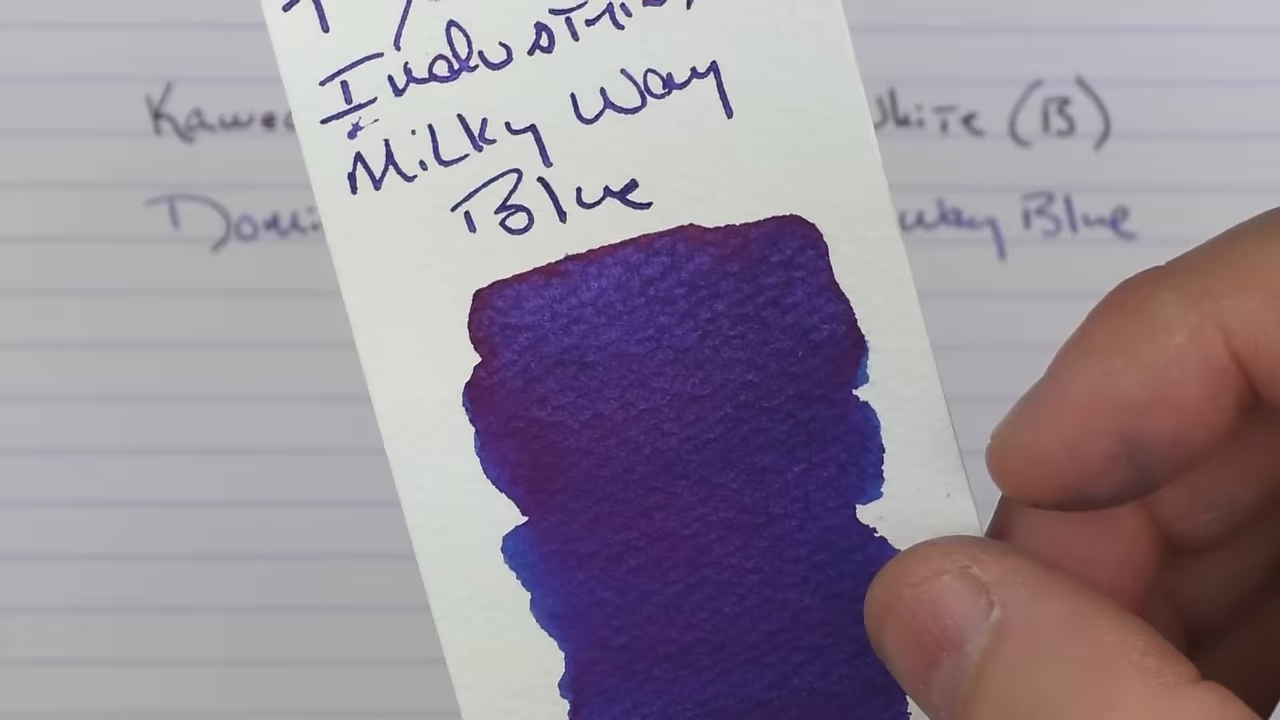 Industries
Milky Way
Blue
Kawe
White (B)
Domi
Way Blue